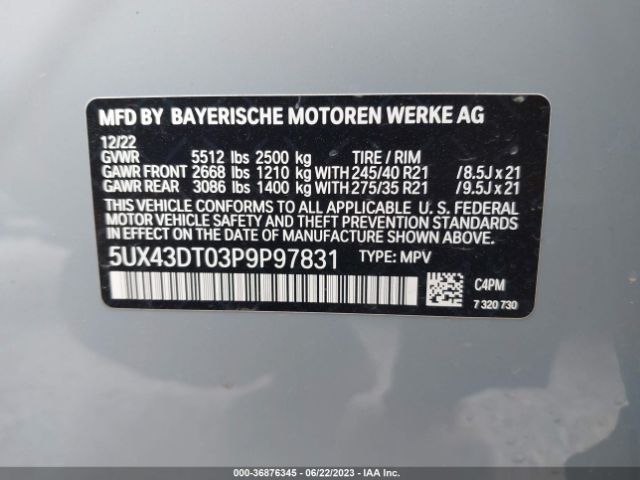 MFD BY BAYERISCHE MOTOREN WERKE AG
12/22
GVWR 5512 lbs 2500 kg TIRE / RIM
GAWR FRONT 2668 lbs 1210 kg WITH 245/40 R21 /8.5J x 21
GAWR REAR 3086 lbs 1400 kg WITH 275/35 R21 /9.5J x 21
THIS VEHICLE CONFORMS TO ALL APPLICABLE U. S. FEDERAL
MOTOR VEHICLE SAFETY AND THEFT PREVENTION STANDARDS
IN EFFECT ON THE DATE OF MANUFACTURE SHOWN ABOVE.
5UX43DT03P9P97831 TYPE: MPV
C4PM
7 320 730
000-36876345 - 06/22/2023 - IAA Inc.